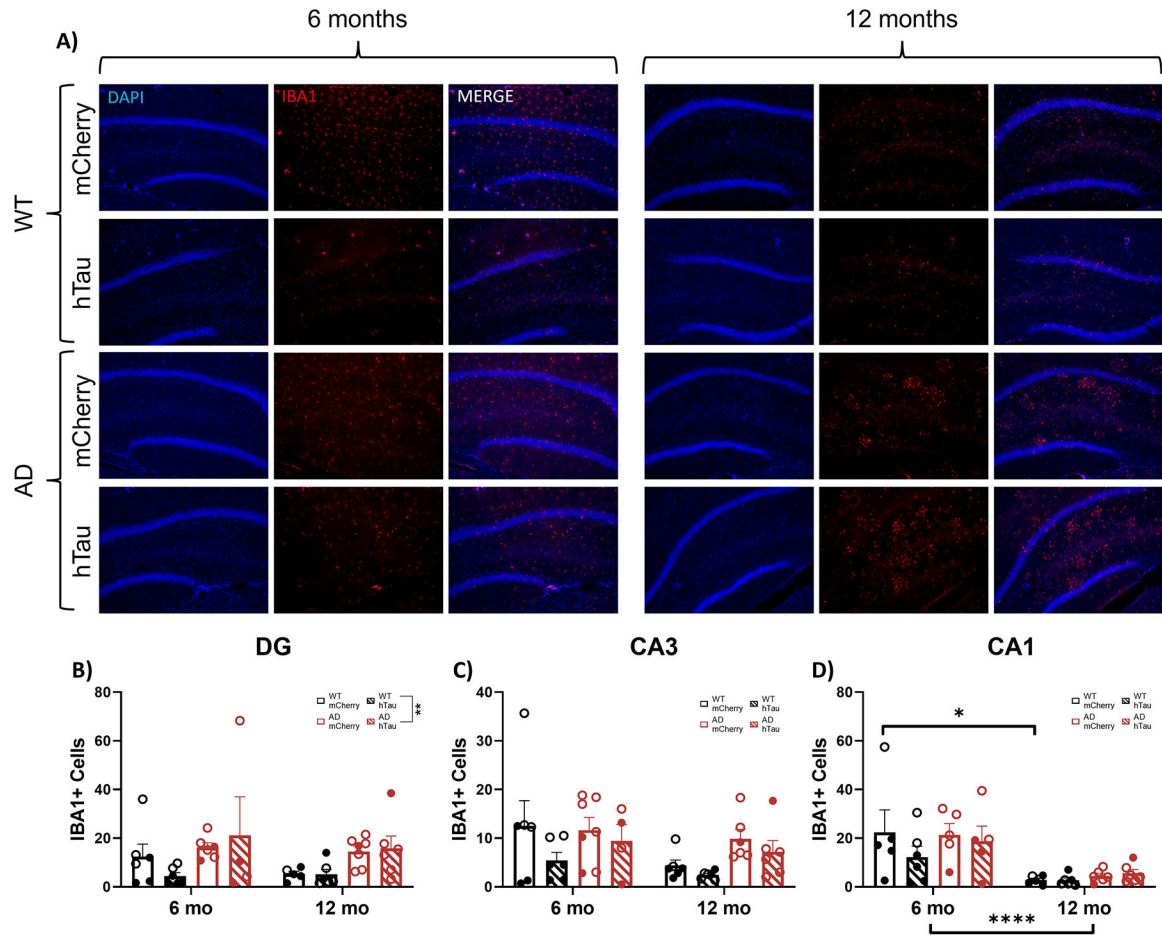 6 months
12 months
A)
DAPI
IBA1
MERGE
WT
mCherry
hTau
AD
mCherry
hTau
DG
B)
IBA1+ Cells
80
60
40
20
0
6 mo
12 mo
WT mCherry
WT hTau
AD mCherry
AD hTau
**
CA3
C)
IBA1+ Cells
40
30
20
10
0
6 mo
12 mo
WT mCherry
WT hTau
AD mCherry
AD hTau
CA1
D)
IBA1+ Cells
80
60
40
20
0
6 mo
12 mo
WT mCherry
WT hTau
AD mCherry
AD hTau
*
****